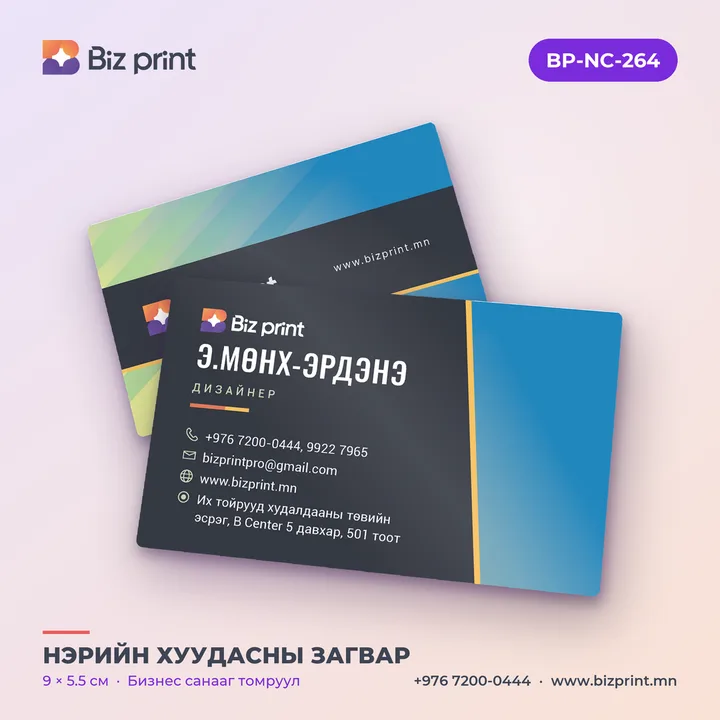 Biz print
BP-NC-264
www.bizprint.mn
Biz print
Э.МӨНХ-ЭРДЭНЭ
ДИЗАЙНЕР
+976 7200-0444, 9922 7965
bizprintpro@gmail.com
www.bizprint.mn
Их тойрууд худалдааны төвийн
эсрэг, B Center 5 давхар, 501 тоот
НЭРИЙН ХУУДАСНЫ ЗАГВАР
9 × 5.5 см · Бизнес санааг томруул
+976 7200-0444 · www.bizprint.mn